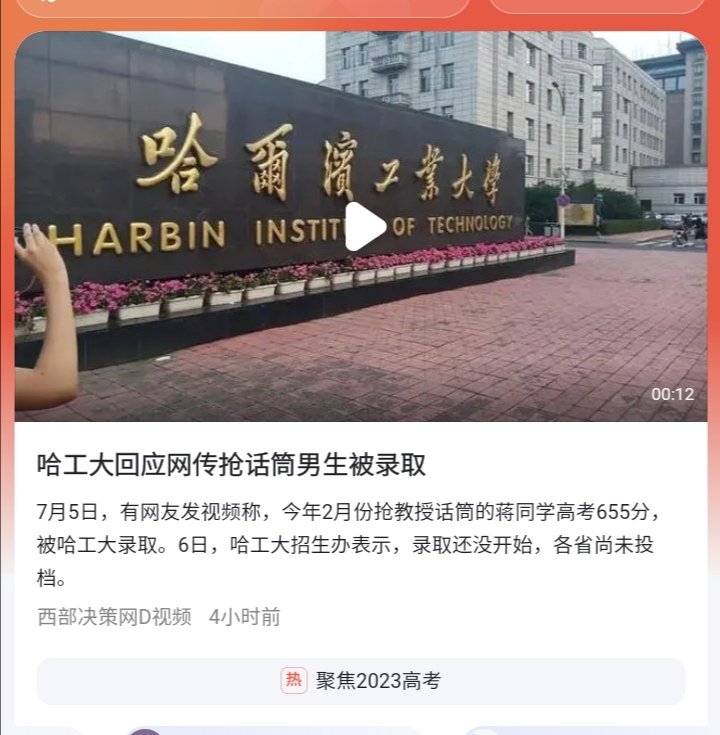 哈爾濱工業大學
HARBIN INSTIT OF TECHNOLOGY
00:12
哈工大回应网传抢话筒男生被录取
7月5日，有网友发视频称，今年2月份抢教授话筒的蒋同学高考655分，
被哈工大录取。6日，哈工大招生办表示，录取还没开始，各省尚未投
档。
西部决策网D视频 4小时前
热 聚焦2023高考